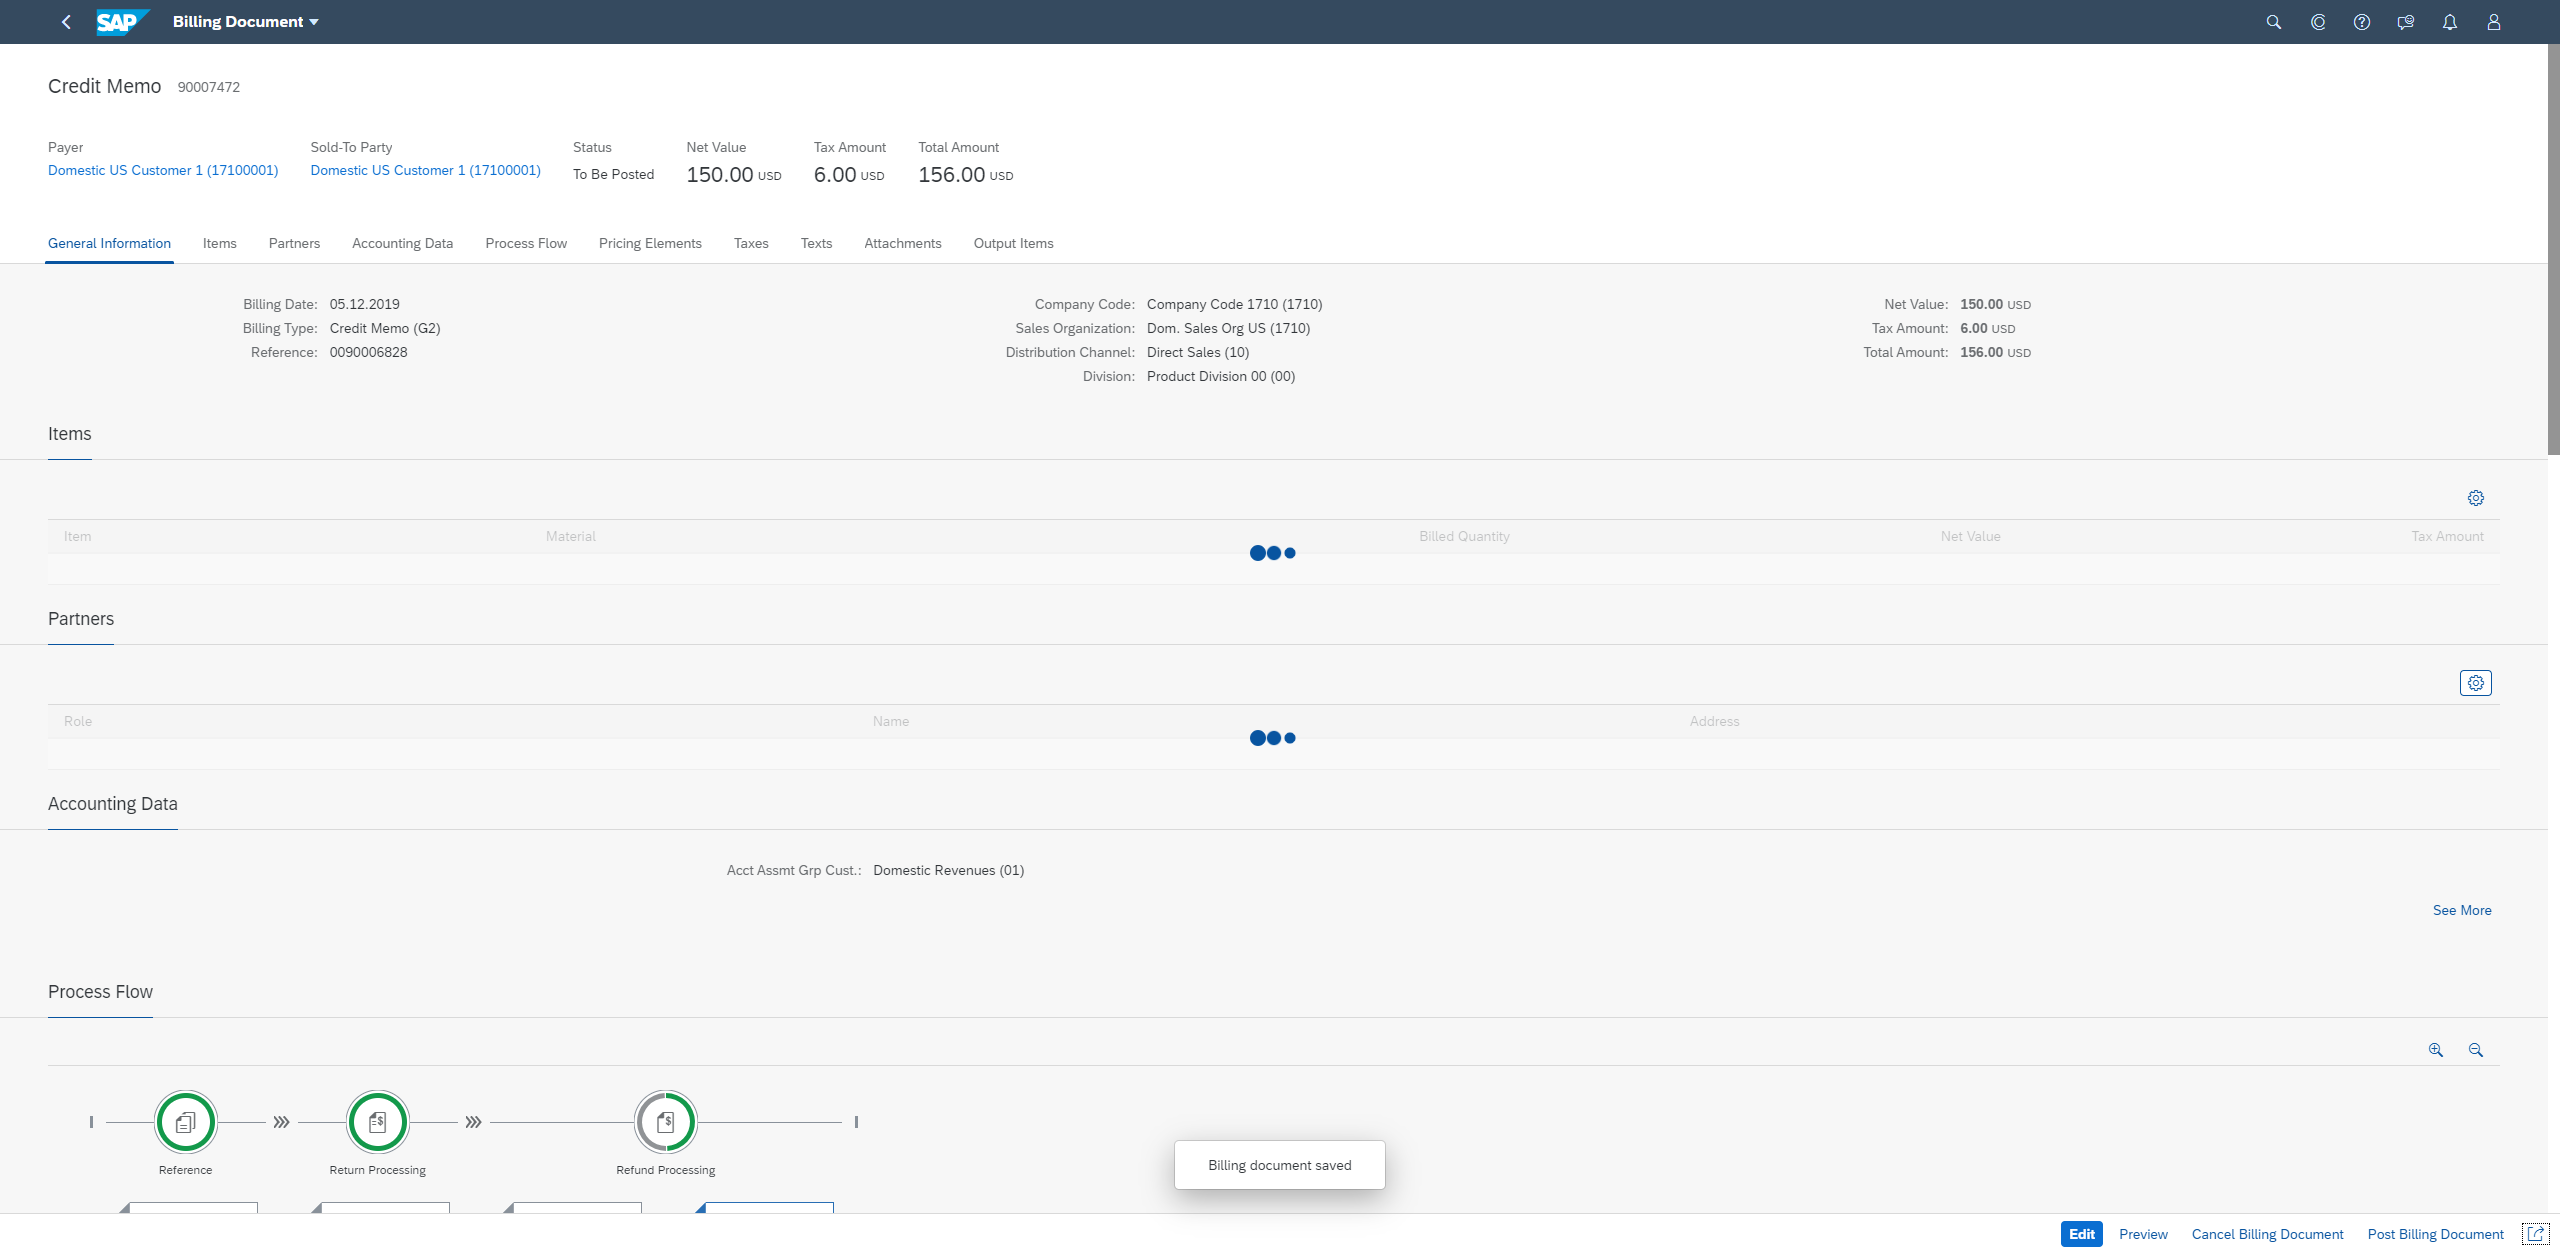 SAP Billing Document
Credit Memo 90007472
Payer Sold-To Party Status Net Value Tax Amount Total Amount
Domestic US Customer 1 (17100001) Domestic US Customer 1 (17100001) To Be Posted 150.00 USD 6.00 USD 156.00 USD
General Information Items Partners Accounting Data Process Flow Pricing Elements Taxes Texts Attachments Output Items
Billing Date: 05.12.2019 Company Code: Company Code 1710 (1710) Net Value: 150.00 USD
Billing Type: Credit Memo (G2) Sales Organization: Dom. Sales Org US (1710) Tax Amount: 6.00 USD
Reference: 0090006828 Distribution Channel: Direct Sales (10) Total Amount: 156.00 USD
Division: Product Division 00 (00)
Items
Item Material Billed Quantity Net Value Tax Amount
Partners
Role Name Address
Accounting Data
Acct Assmt Grp Cust.: Domestic Revenues (01)
See More
Process Flow
Reference Return Processing Refund Processing
Billing document saved
Edit Preview Cancel Billing Document Post Billing Document